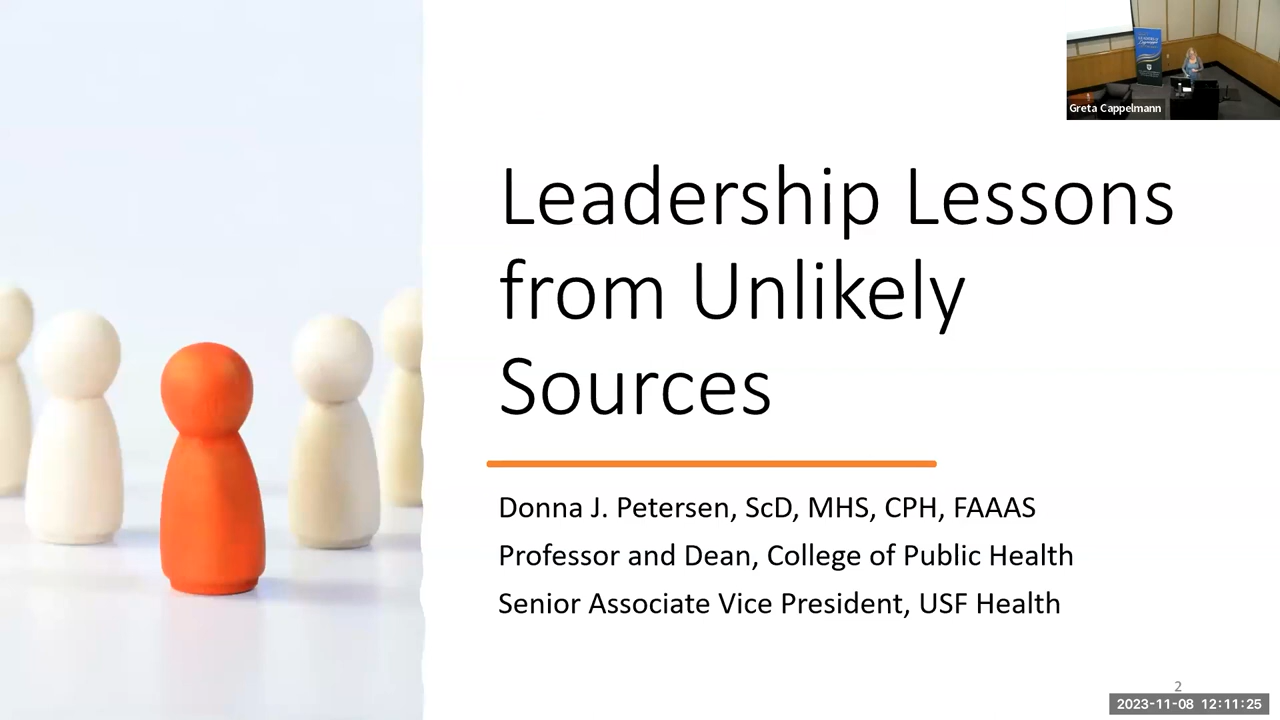 Greta Cappelmann
Leadership Lessons
from Unlikely
Sources
Donna J. Petersen, ScD, MHS, CPH, FAAAS
Professor and Dean, College of Public Health
Senior Associate Vice President, USF Health
2
2023-11-08 12:11:25